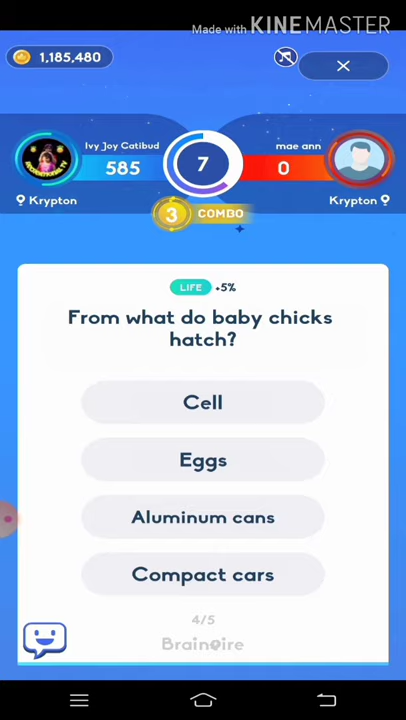 Made with KINEMASTER
1,185,480
Ivy Joy Catibud
mae ann
585
7
0
Krypton
Krypton
3 COMBO
LIFE +5%
From what do baby chicks
hatch?
Cell
Eggs
Aluminum cans
Compact cars
4/5